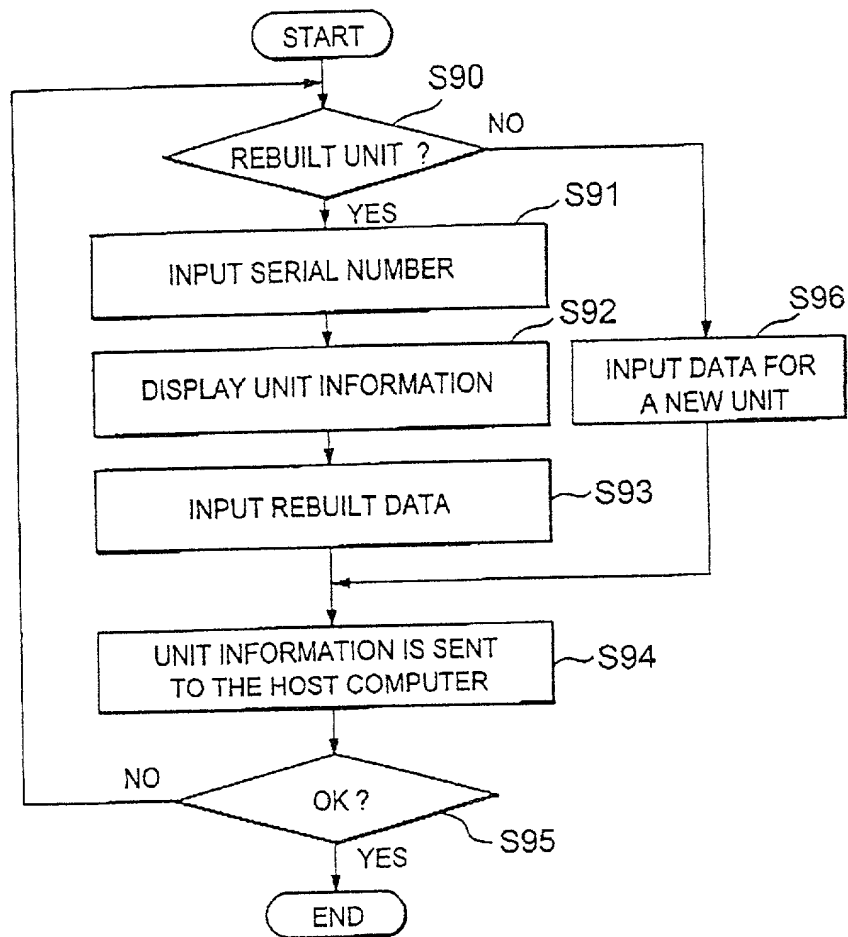 START
S90
NO
REBUILT UNIT ?
YES
S91
INPUT SERIAL NUMBER
S92
DISPLAY UNIT INFORMATION
S96
INPUT DATA FOR
A NEW UNIT
INPUT REBUILT DATA
S93
UNIT INFORMATION IS SENT
TO THE HOST COMPUTER
S94
NO
OK ?
S95
YES
END